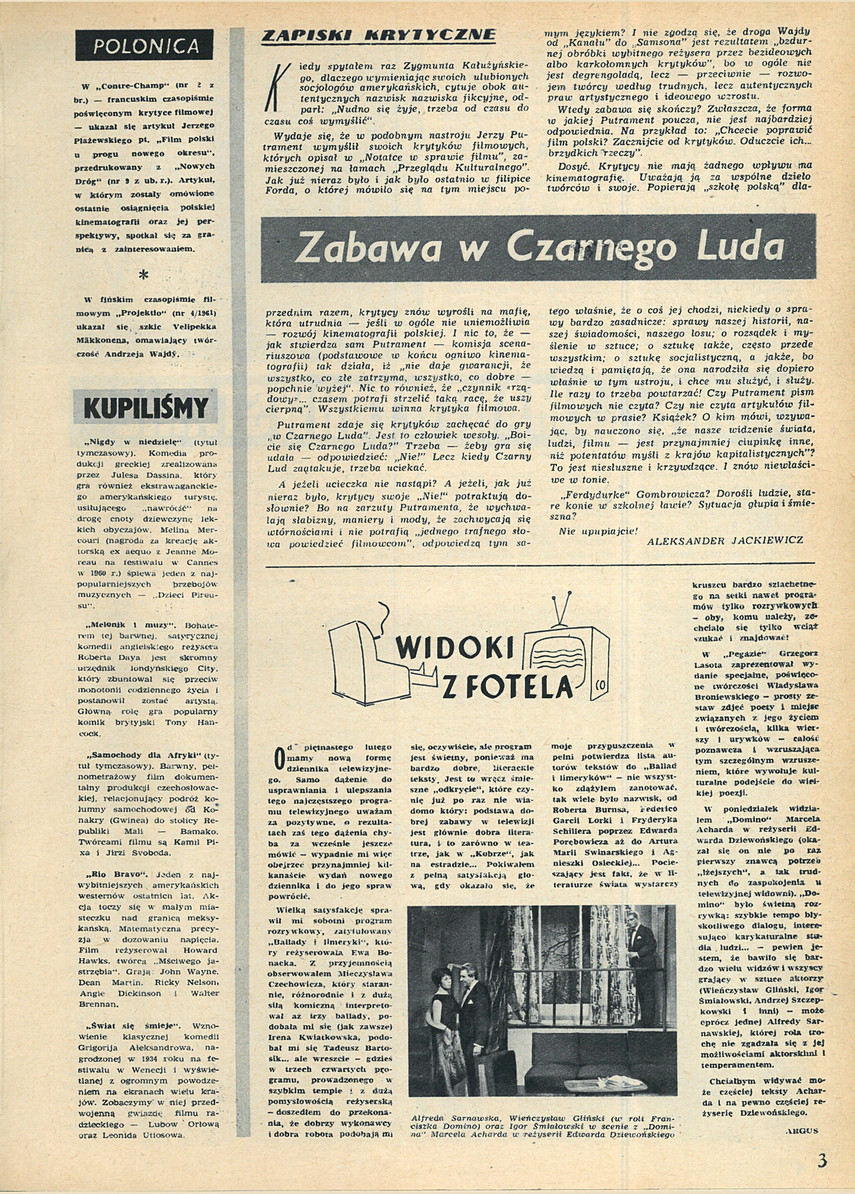 POLONICA
W „Contre-Champ" (nr 2 z
br.) — francuskim czasopiśmie
poświęconym krytyce filmowej
— ukazał się artykuł Jerzego
Płażewskiego pt. „Film polski
u progu nowego okresu",
przedrukowany z „Nowych
Dróg" (nr 9 z ub. r.). Artykuł,
w którym zostały omówione
ostatnie osiągnięcia polskiej
kinematografii oraz jej per-
spektywy, spotkał się za gra-
nicą z zainteresowaniem.
*
W fińskim czasopiśmie fil-
mowym „Projektio" (nr 4/1961)
ukazał się szkic Velipekka
Mäkkonena, omawiający twór-
czość Andrzeja Wajdy.
KUPILIŚMY
„Nigdy w niedzielę" (tytuł
tymczasowy). Komedia pro-
dukcji greckiej zrealizowana
przez Julesa Dassina, który
gra również ekstrawaganckie-
go amerykańskiego turystę,
usiłującego „nawrócić" na
drogę cnoty dziewczynę lek-
kich obyczajów. Melina Mer-
couri (nagroda za kreację ak-
torską ex aequo z Jeanne Mo-
reau na festiwalu w Cannes
w 1960 r.) śpiewa jeden z naj-
popularniejszych przebojów
muzycznych — „Dzieci Pireu-
su".
„Melonik i muzy". Bohate-
rem tej barwnej, satyrycznej
komedii angielskiego reżysera
Roberta Daya jest skromny
urzędnik londyńskiego City,
który zbuntował się przeciw
monotonii codziennego życia i
postanowił zostać artystą.
Główną rolę gra popularny
komik brytyjski Tony Han-
cock.
„Samochody dla Afryki" (ty-
tuł tymczasowy). Barwny, peł-
nometrażowy film dokumen-
talny produkcji czechosłowac-
kiej, relacjonujący podróż ko-
lumny samochodowej od Ko-
nakry (Gwinea) do stolicy Re-
publiki Mali — Bamako.
Twórcami filmu są Kamil Pi-
xa i Jirzi Svoboda.
„Rio Bravo". Jeden z naj-
wybitniejszych amerykańskich
westernów ostatnich lat. Ak-
cja toczy się w małym mia-
steczku nad granicą meksy-
kańską. Matematyczna precy-
zja w dozowaniu napięcia.
Film reżyserował Howard
Hawks, twórca „Mściwego ja-
strzębia". Grają: John Wayne,
Dean Martin, Ricky Nelson,
Angie Dickinson i Walter
Brennan.
„Świat się śmieje". Wzno-
wienie klasycznej komedii
Grigorija Aleksandrowa, na-
grodzonej w 1934 roku na fe-
stiwalu w Wenecji i wyświe-
tlanej z ogromnym powodze-
niem na ekranach wielu kra-
jów. Zobaczymy w niej przed-
wojenną gwiazdę filmu ra-
dzieckiego — Lubow Orłową
oraz Leonida Utiosowa.
ZAPISKI KRYTYCZNE
Kiedy spytałem raz Zygmunta Kałużyńskie-
go, dlaczego wymieniając swoich ulubionych
socjologów amerykańskich, cytuje obok au-
tentycznych nazwisk nazwiska fikcyjne, od-
parł: „Nudno się żyje, trzeba od czasu do
czasu coś wymyślić".
Wydaje się, że w podobnym nastroju Jerzy Pu-
trament wymyślił swoich krytyków filmowych,
których opisał w „Notatce w sprawie filmu", za-
mieszczonej na łamach „Przeglądu Kulturalnego".
Jak już nieraz było i jak było ostatnio w filipice
Forda, o której mówiło się na tym miejscu po-
mym językiem? I nie zgodzą się, że droga Wajdy
od „Kanału" do „Samsona" jest rezultatem „bzdur-
nej obróbki wybitnego reżysera przez bezideowych
albo karkołomnych krytyków", bo w ogóle nie
jest degrengoladą, lecz — przeciwnie — rozwo-
jem twórcy według trudnych, lecz autentycznych
praw artystycznego i ideowego wzrostu.
Wtedy zabawa się skończy? Zwłaszcza, że forma
w jakiej Putrament poucza, nie jest najbardziej
odpowiednia. Na przykład to: „Chcecie poprawić
film polski? Zacznijcie od krytyków. Oduczcie ich...
brzydkich rzeczy".
Dosyć. Krytycy nie mają żadnego wpływu na
kinematografię. Uważają ją za wspólne dzieło
twórców i swoje. Popierają „szkołę polską" dla-
Zabawa w Czarnego Luda
przednim razem, krytycy znów wyrośli na mafię,
która utrudnia — jeśli w ogóle nie uniemożliwia
— rozwój kinematografii polskiej. I nic to, że —
jak stwierdza sam Putrament — komisja scena-
riuszowa (podstawowe w końcu ogniwo kinema-
tografii) tak działa, iż „nie daje gwarancji, że
wszystko, co złe zatrzyma, wszystko, co dobre —
popchnie wyżej". Nic to również, że „czynnik «rzą-
dowy»... czasem potrafi strzelić taką racę, że uszy
cierpną". Wszystkiemu winna krytyka filmowa.
Putrament zdaje się krytyków zachęcać do gry
„w Czarnego Luda". Jest to człowiek wesoły. „Boi-
cie się Czarnego Luda?" Trzeba — żeby gra się
udała — odpowiedzieć: „Nie!" Lecz kiedy Czarny
Lud zaatakuje, trzeba uciekać.
A jeżeli ucieczka nie nastąpi? A jeżeli, jak już
nieraz było, krytycy swoje „Nie!" potraktują do-
słownie? Bo na zarzuty Putramenta, że wychwa-
lają słabizny, maniery i mody, że zachwycają się
wtórnościami i nie potrafią „jednego trafnego sło-
wa powiedzieć filmowcom", odpowiedzą tym sa-
tego właśnie, że o coś jej chodzi, niekiedy o spra-
wy bardzo zasadnicze: sprawy naszej historii, na-
szej świadomości, naszego losu; o rozsądek i my-
ślenie w sztuce; o sztukę także, często przede
wszystkim; o sztukę socjalistyczną, a jakże, bo
wiedzą i pamiętają, że ona narodziła się dopiero
właśnie w tym ustroju, i chce mu służyć, i służy.
Ile razy to trzeba powtarzać! Czy Putrament pism
filmowych nie czyta? Czy nie czyta artykułów fil-
mowych w prasie? Książek? O kim mówi, wzywa-
jąc, by nauczono się, „że nasze widzenie świata,
ludzi, filmu — jest przynajmniej ciupinkę inne,
niż potentatów myśli z krajów kapitalistycznych"?
To jest niesłuszne i krzywdzące. I znów niewłaści-
we w tonie.
„Ferdydurke" Gombrowicza? Dorośli ludzie, sta-
re konie w szkolnej ławie? Sytuacja głupia i śmie-
szna?
Nie upupiajcie!
ALEKSANDER JACKIEWICZ
WIDOKI
Z FOTELA
Od piętnastego lutego
mamy nową formę
dziennika telewizyjne-
go. Samo dążenie do
usprawniania i ulepszania
tego najczęstszego progra-
mu telewizyjnego uważam
za pozytywne, o rezulta-
tach zaś tego dążenia chy-
ba za wcześnie jeszcze
mówić — wypadnie mi więc
obejrzeć przynajmniej kil-
kanaście wydań nowego
dziennika i do jego spraw
powrócić.
Wielką satysfakcję spra-
wił mi sobotni program
rozrywkowy, zatytułowany
„Ballady i limeryki", któ-
ry reżyserowała Ewa Bo-
nacka. Z przyjemnością
obserwowałem Mieczysława
Czechowicza, który staran-
nie, różnorodnie i z dużą
siłą komiczną interpreto-
wał aż trzy ballady, po-
dobała mi się (jak zawsze)
Irena Kwiatkowska, podo-
bał mi się Tadeusz Barto-
sik... ale wreszcie — gdzieś
w trzech czwartych pro-
gramu, prowadzonego w
szybkim tempie i z dużą
pomysłowością reżyserską
— doszedłem do przekona-
nia, że dobrzy wykonawcy
i dobra robota podobają mi
się, oczywiście, ale program
jest świetny, ponieważ ma
bardzo dobre, literackie
teksty. Jest to wręcz śmie-
szne „odkrycie", które czy-
nię już po raz nie wia-
domo który: podstawą do-
brej zabawy w telewizji
jest głównie dobra litera-
tura, i to zarówno w tea-
trze, jak w „Kobrze", jak
na estradzie... Pokiwałem
z pełną satysfakcją gło-
wą, gdy okazało się, że
moje przypuszczenia w
pełni potwierdza lista au-
torów tekstów do „Ballad
i limeryków" — nie wszyst-
ko zdążyłem zanotować,
tak wiele było nazwisk, od
Roberta Burnsa, Federico
Garcii Lorki i Fryderyka
Schillera poprzez Edwarda
Porębowicza aż do Artura
Marii Swinarskiego i Ag-
nieszki Osieckiej... Pocie-
szający jest fakt, że w li-
teraturze świata wystarczy
kruszcu bardzo szlachetne-
go na setki nawet progra-
mów tylko rozrywkowych
- oby, komu należy, ze-
chciało się tylko wciąż
szukać i znajdować!
W „Pegazie" Grzegorz
Lasota zaprezentował wy-
danie specjalne, poświęco-
ne twórczości Władysława
Broniewskiego — prosty ze-
staw zdjęć poety i miejsc
związanych z jego życiem
i twórczością, kilka wier-
szy i urywków — całość
poznawcza i wzruszająca
tym szczególnym wzrusze-
niem, które wywołuje kul-
turalne podejście do wiel-
kiej poezji.
W poniedziałek widzia-
łem „Domino" Marcela
Acharda w reżyserii Ed-
warda Dziewońskiego (oka-
zał się on nie po raz
pierwszy znawcą potrzeb
„lżejszych", a tak trud-
nych do zaspokojenia u
telewizyjnej widowni). „Do-
mino" było świetną roz-
rywką: szybkie tempo bły-
skotliwego dialogu, intere-
sująco karykaturalne stu-
dia ludzi... — pewien je-
stem, że bawiło się bar-
dzo wielu widzów i wszyscy
grający w sztuce aktorzy
(Wieńczysław Gliński, Igor
Śmiałowski, Andrzej Szczep-
kowski i inni) — może
oprócz jednej Alfredy Sar-
nawskiej, której rola tro-
chę nie zgadzała się z jej
możliwościami aktorskimi i
temperamentem.
Chciałbym widywać mo-
że częściej teksty Achar-
da i na pewno częściej re-
żyserię Dziewońskiego.
ARGUS
Alfreda Sarnawska, Wieńczysław Gliński (w roli Fran-
ciszka Domino) oraz Igor Śmiałowski w scenie z „Domi-
na" Marcela Acharda w reżyserii Edwarda Dziewońskiego
3